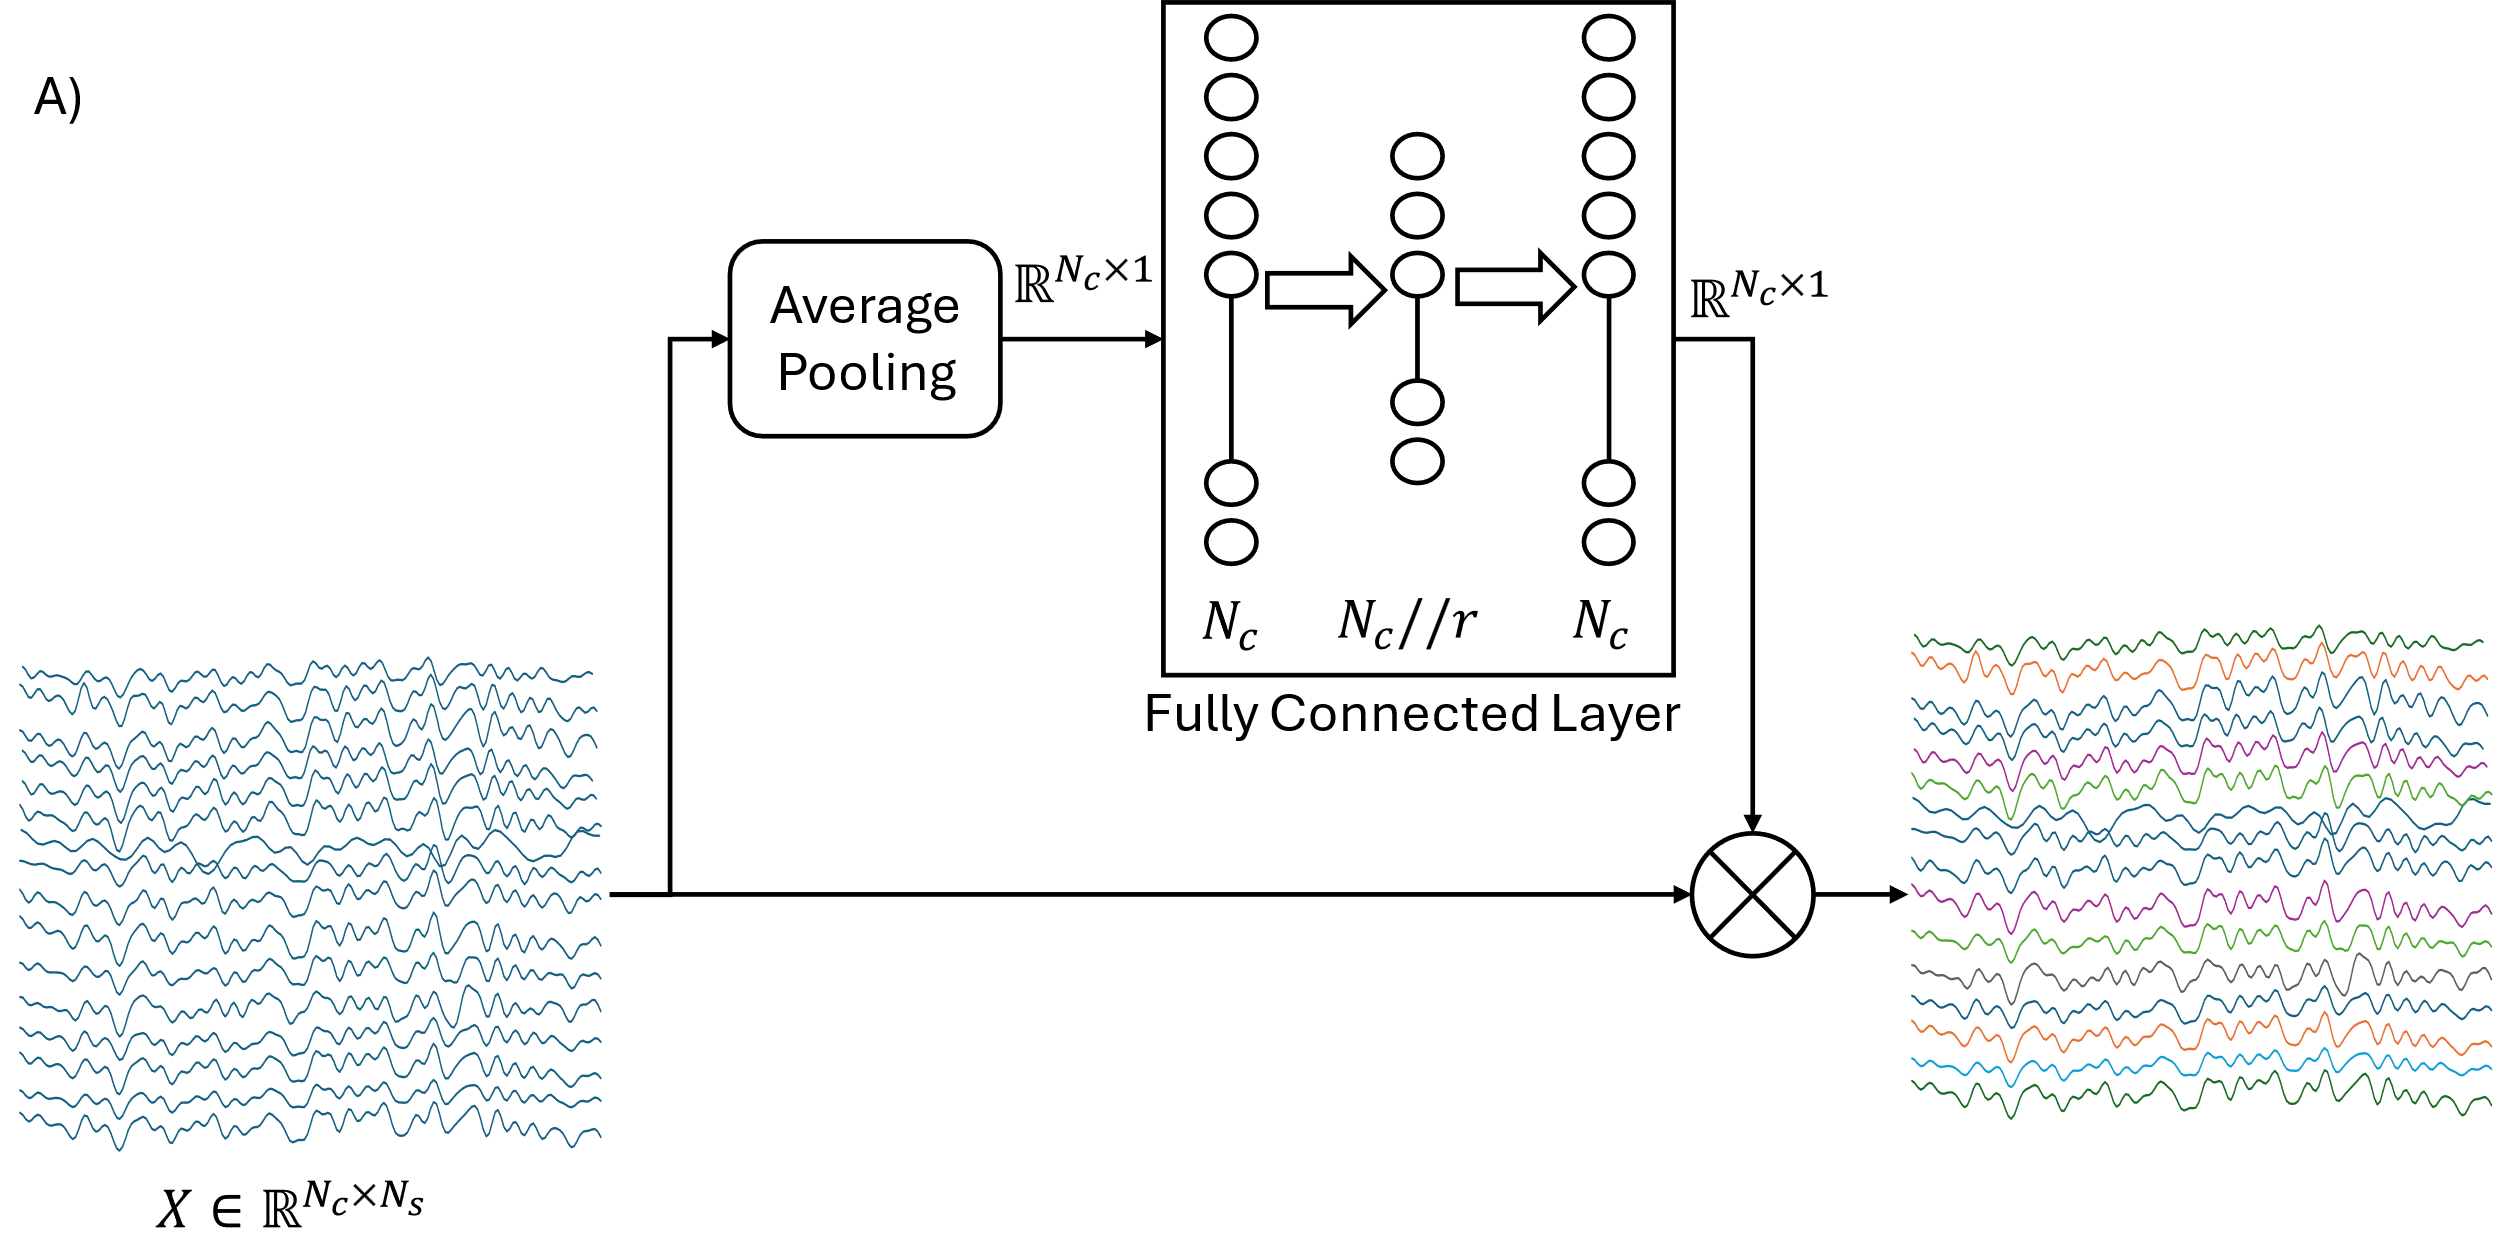 A)
Average
Pooling
ℝ^{N_c×1}
ℝ^{N_c×1}
N_c
N_c//r
N_c
Fully Connected Layer
X ∈ ℝ^{N_c×N_s}